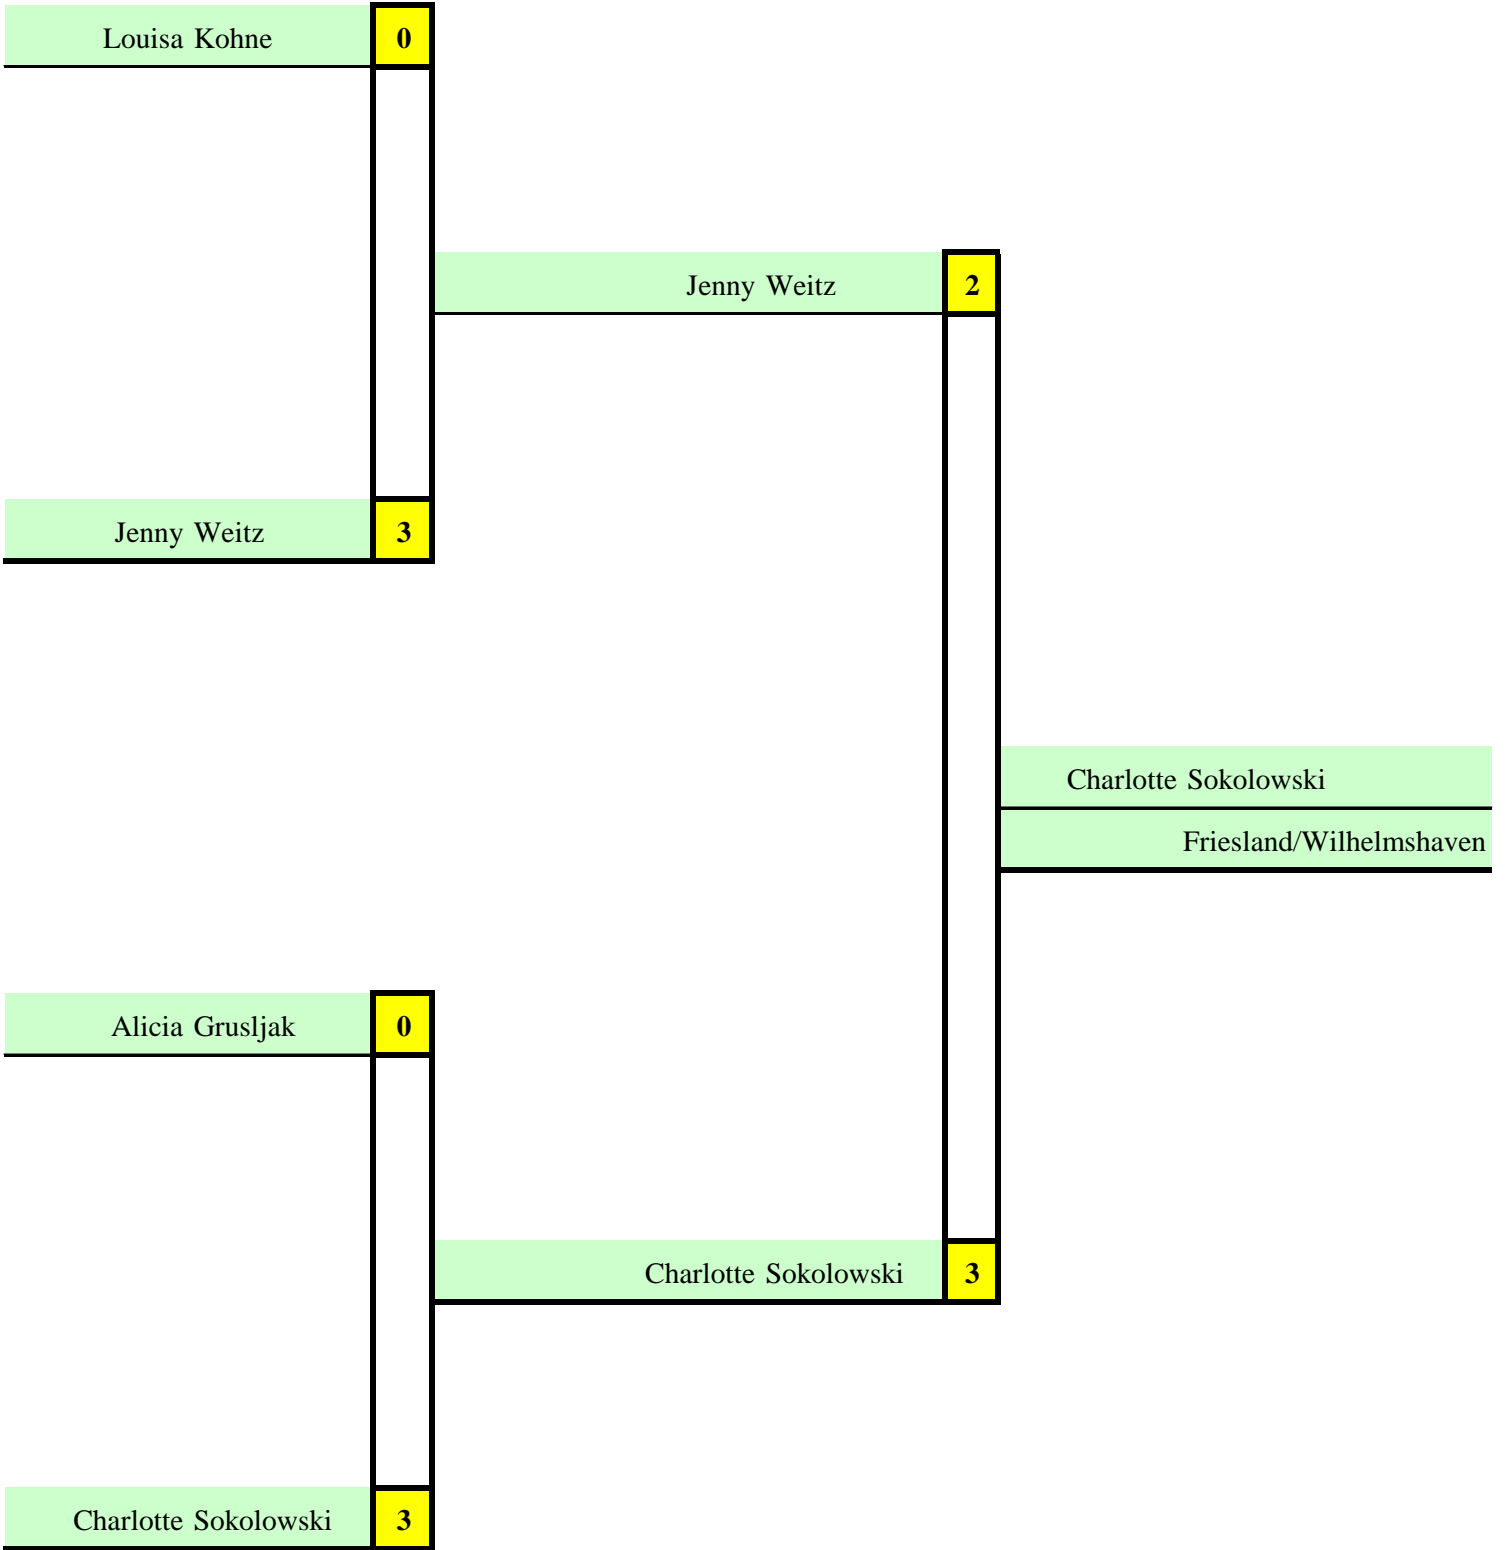 Louisa Kohne 0
Jenny Weitz 2
Jenny Weitz 3
Charlotte Sokolowski
Friesland/Wilhelmshaven
Alicia Grusljak 0
Charlotte Sokolowski 3
Charlotte Sokolowski 3